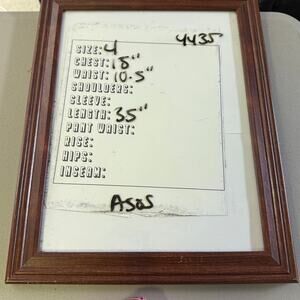 4435
SIZE: 4
CHEST: 18"
WAIST: 10.5"
SHOULDERS:
SLEEVE:
LENGTH: 35"
PANT WAIST:
RISE:
HIPS:
INSEAM:
ASOS